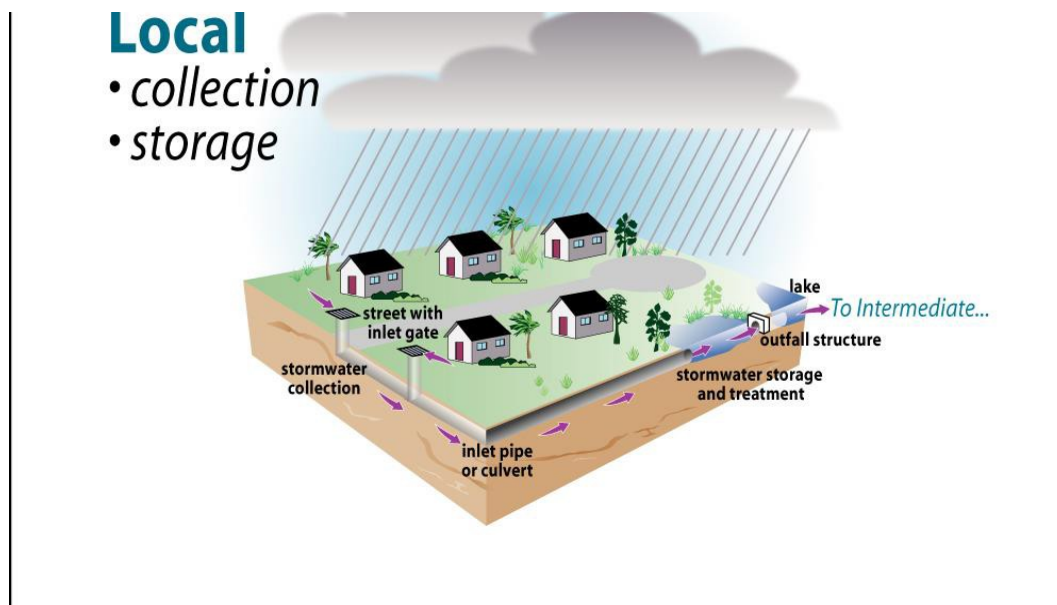 Local
• collection
• storage
lake
To Intermediate...
street with
inlet gate
outfall structure
stormwater
collection
stormwater storage
and treatment
inlet pipe
or culvert